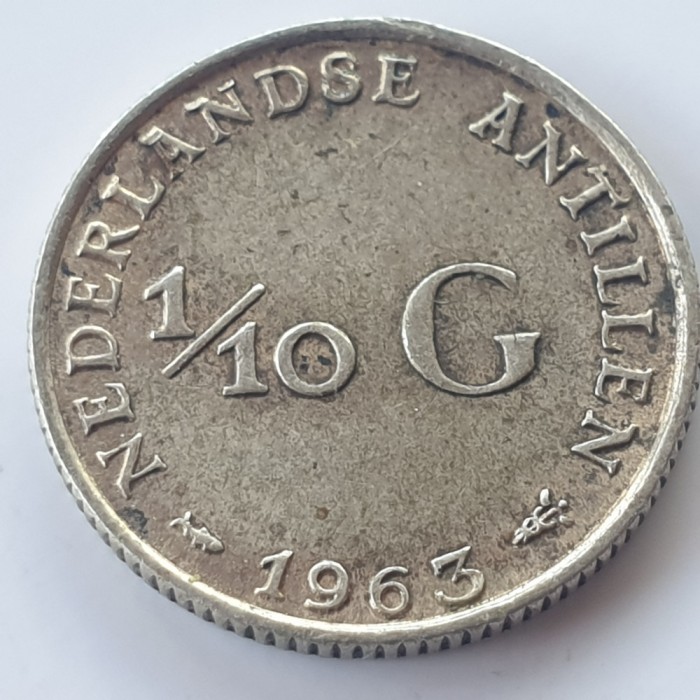 NEDERLANDSE ANTILLEN
1/10 G
1963